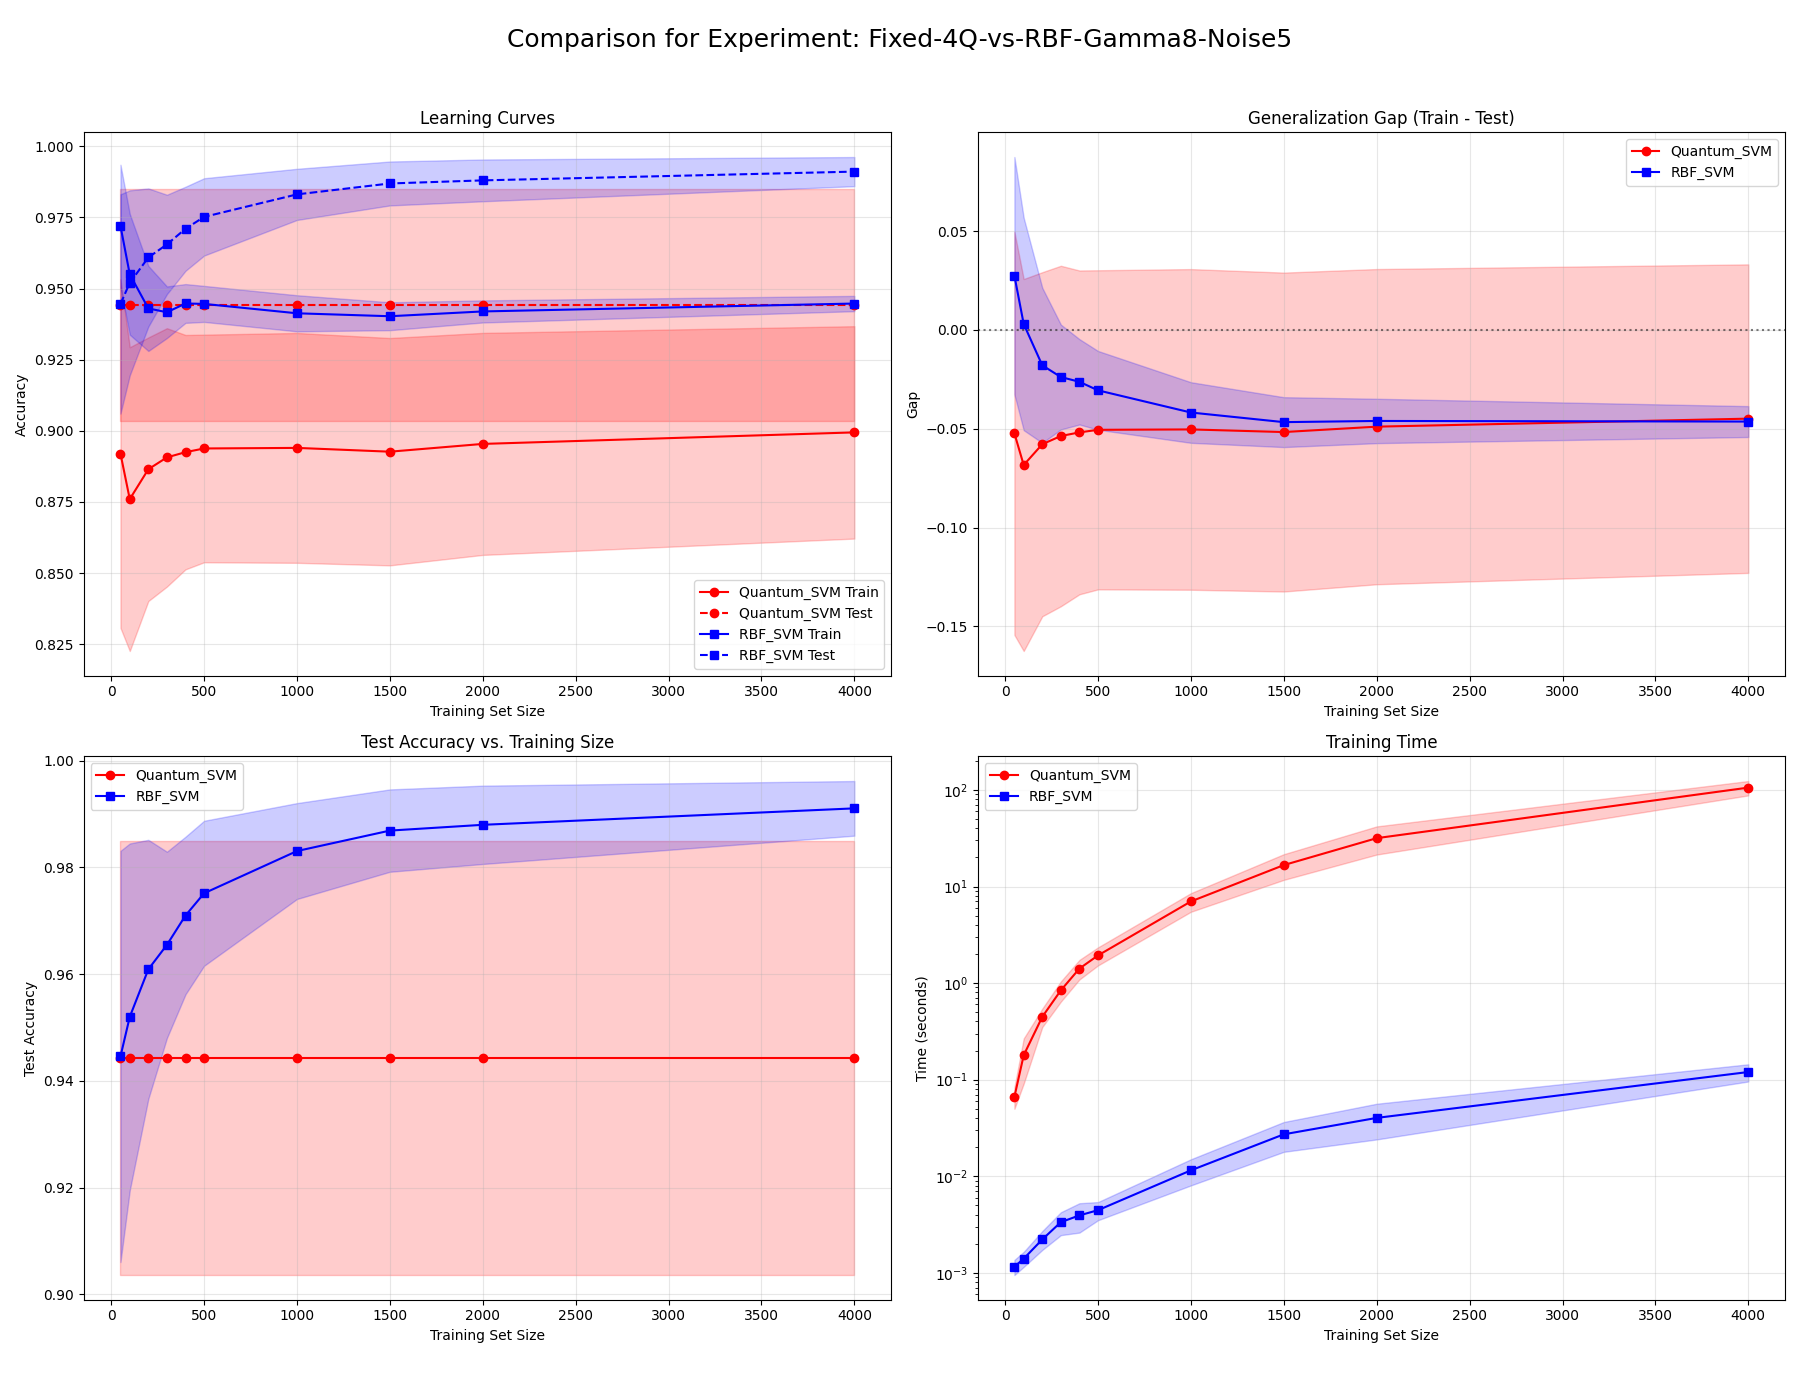 Comparison for Experiment: Fixed-4Q-vs-RBF-Gamma8-Noise5
Learning Curves
1.000
0.975
0.950
0.925
0.900
0.875
0.850
0.825
Accuracy
Quantum_SVM Train
Quantum_SVM Test
RBF_SVM Train
RBF_SVM Test
0 500 1000 1500 2000 2500 3000 3500 4000
Training Set Size
Generalization Gap (Train - Test)
Quantum_SVM
RBF_SVM
0.05
0.00
−0.05
−0.10
−0.15
Gap
0 500 1000 1500 2000 2500 3000 3500 4000
Training Set Size
Test Accuracy vs. Training Size
Quantum_SVM
RBF_SVM
1.00
0.98
0.96
0.94
0.92
0.90
Test Accuracy
0 500 1000 1500 2000 2500 3000 3500 4000
Training Set Size
Training Time
Quantum_SVM
RBF_SVM
10²
10¹
10⁰
10⁻¹
10⁻²
10⁻³
Time (seconds)
0 500 1000 1500 2000 2500 3000 3500 4000
Training Set Size